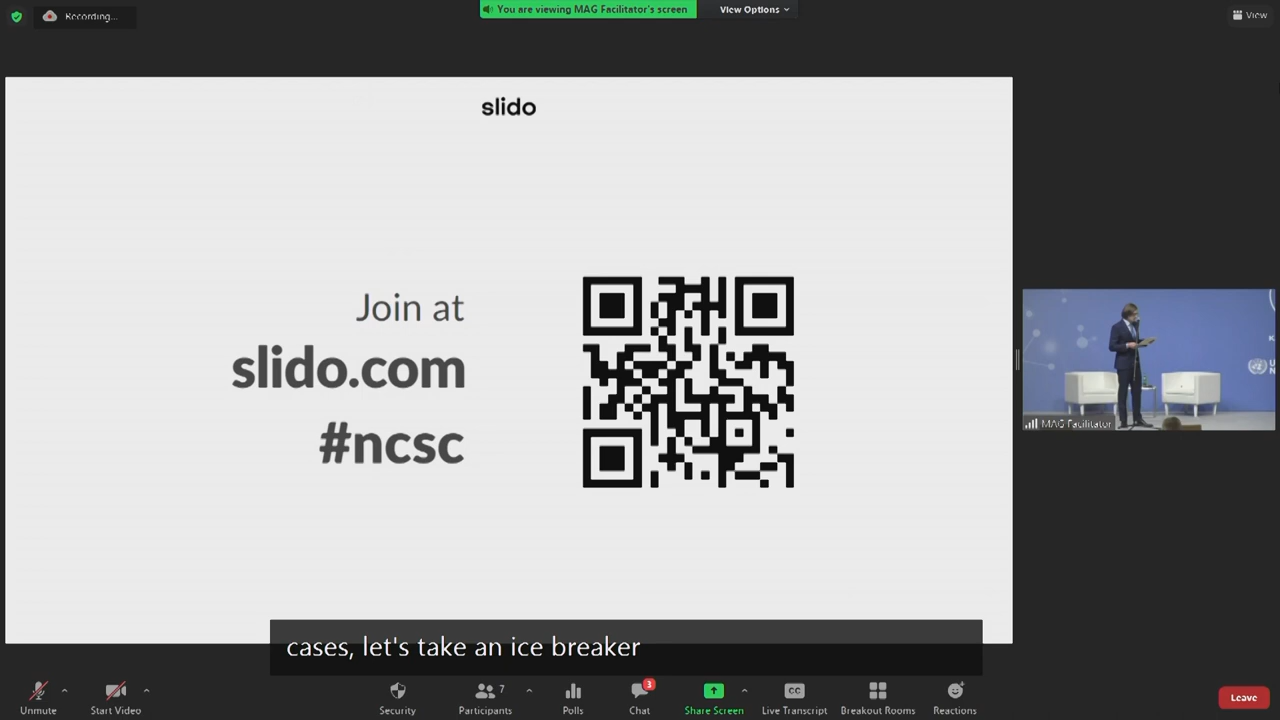 Recording...
You are viewing MAG Facilitator's screen
View Options
View
slido
Join at
slido.com
#ncsc
MAG Facilitator
cases, let's take an ice breaker
Unmute
Start Video
Security
Participants
7
Polls
Chat
3
Share Screen
CC
Live Transcript
Breakout Rooms
Reactions
Leave